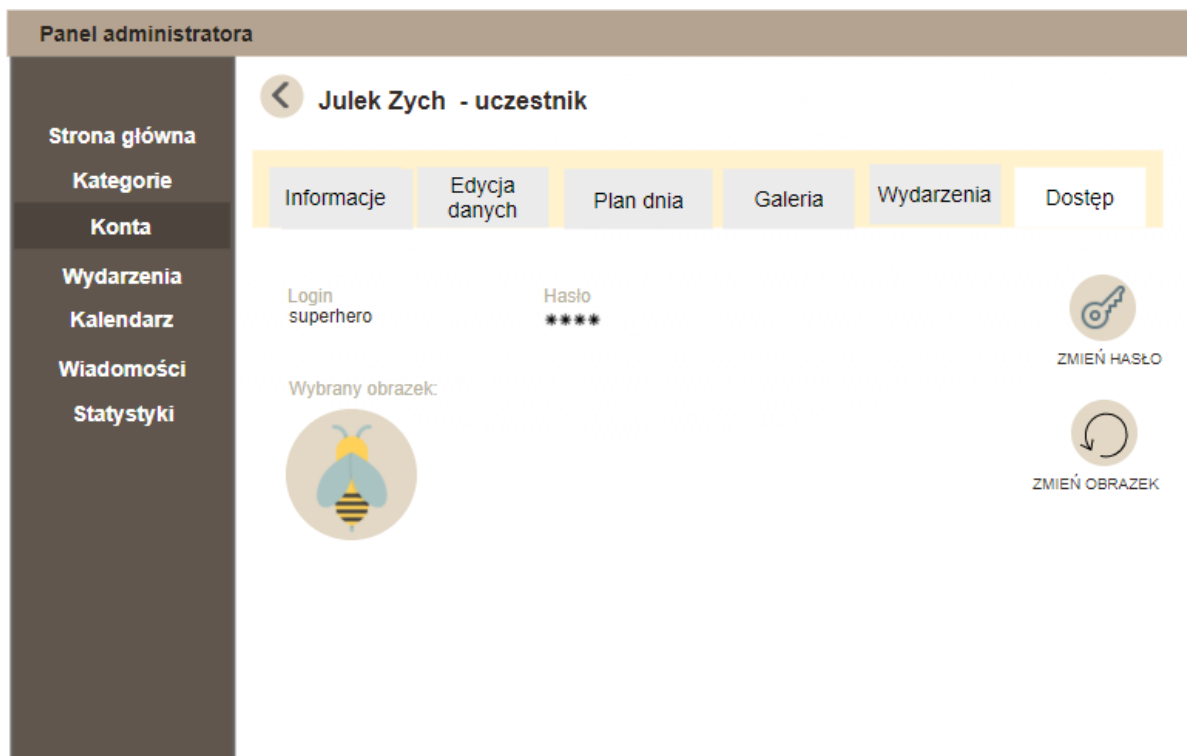 Panel administratora
Julek Zych - uczestnik
Strona główna
Kategorie
Konta
Wydarzenia
Kalendarz
Wiadomości
Statystyki
Informacje
Edycja
danych
Plan dnia
Galeria
Wydarzenia
Dostęp
Login
superhero
Hasło
****
ZMIEŃ HASŁO
Wybrany obrazek:
ZMIEŃ OBRAZEK